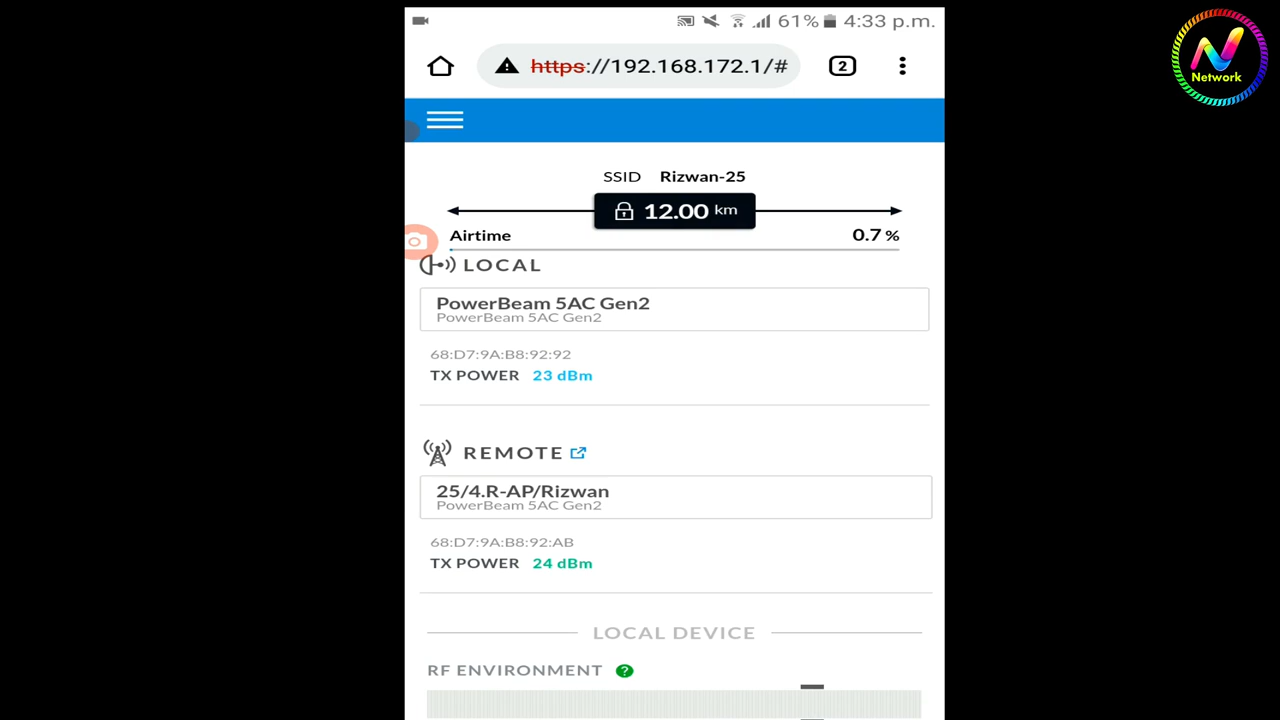 61% 4:33 p.m.
https://192.168.172.1/#
2
Network
SSID Rizwan-25
12.00 km
Airtime 0.7 %
LOCAL
PowerBeam 5AC Gen2
PowerBeam 5AC Gen2
68:D7:9A:B8:92:92
TX POWER 23 dBm
REMOTE
25/4.R-AP/Rizwan
PowerBeam 5AC Gen2
68:D7:9A:B8:92:AB
TX POWER 24 dBm
LOCAL DEVICE
RF ENVIRONMENT ?